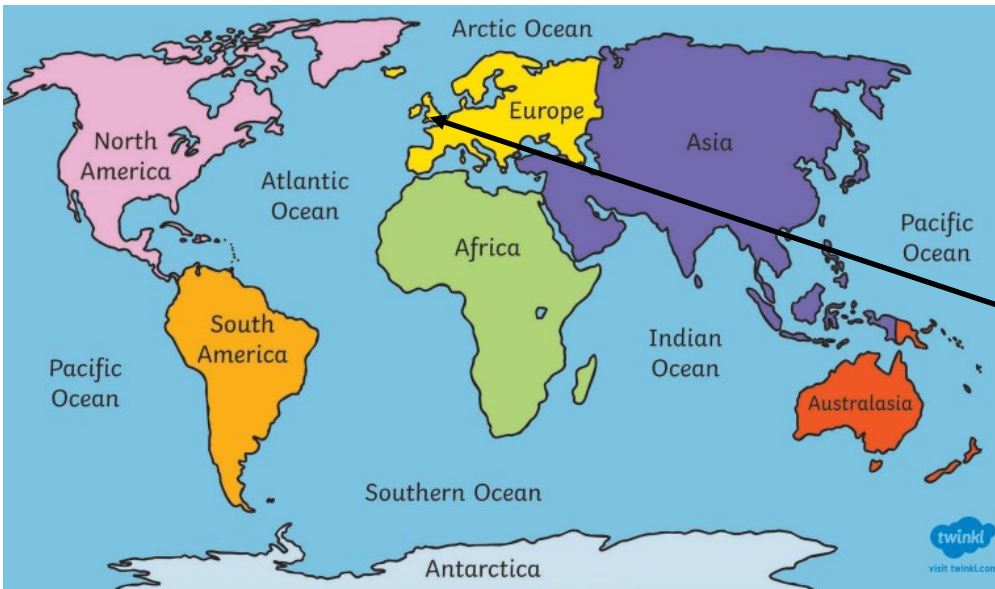 Arctic Ocean
North
America
Europe
Asia
Atlantic
Ocean
Pacific
Ocean
Africa
South
America
Indian
Ocean
Pacific
Ocean
Australasia
Southern Ocean
Antarctica
twinkl
visit twinkl.com